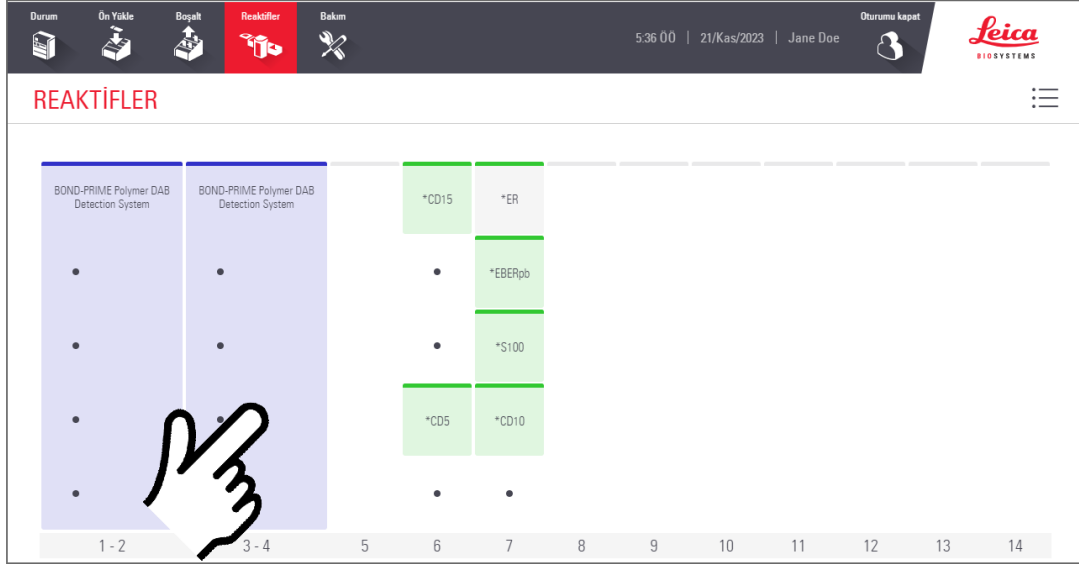 Durum
Ön Yükle
Boşalt
Reaktifler
Bakım
5:36 ÖÖ | 21/Kas/2023 | Jane Doe
Oturumu kapat
Leica
BIOSYSTEMS
REAKTİFLER
BOND-PRIME Polymer DAB
Detection System
BOND-PRIME Polymer DAB
Detection System
*CD15
*ER
*EBERpb
*S100
*CD5
*CD10
1 - 2
3 - 4
5
6
7
8
9
10
11
12
13
14